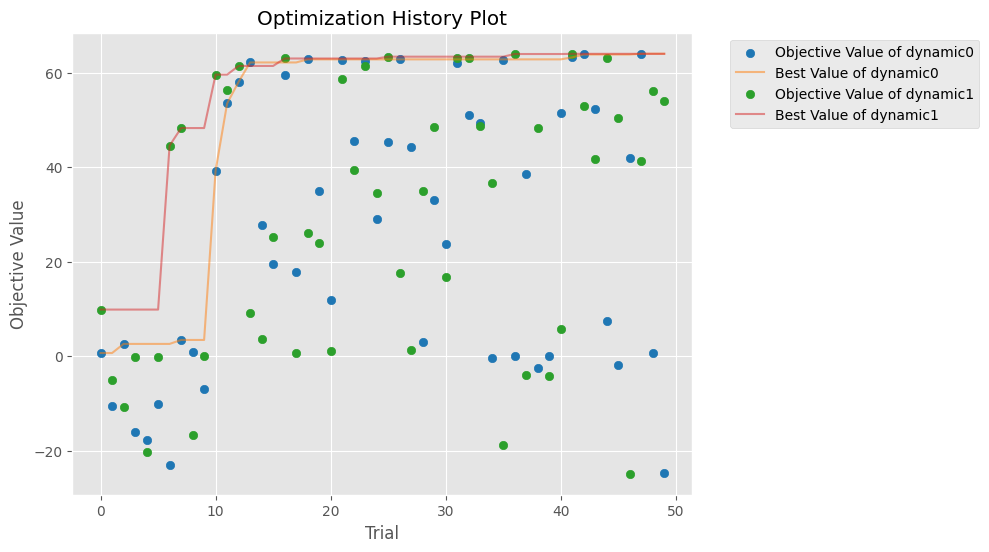 Optimization History Plot
Objective Value of dynamic0
Best Value of dynamic0
Objective Value of dynamic1
Best Value of dynamic1
60
40
20
0
−20
Objective Value
0 10 20 30 40 50
Trial